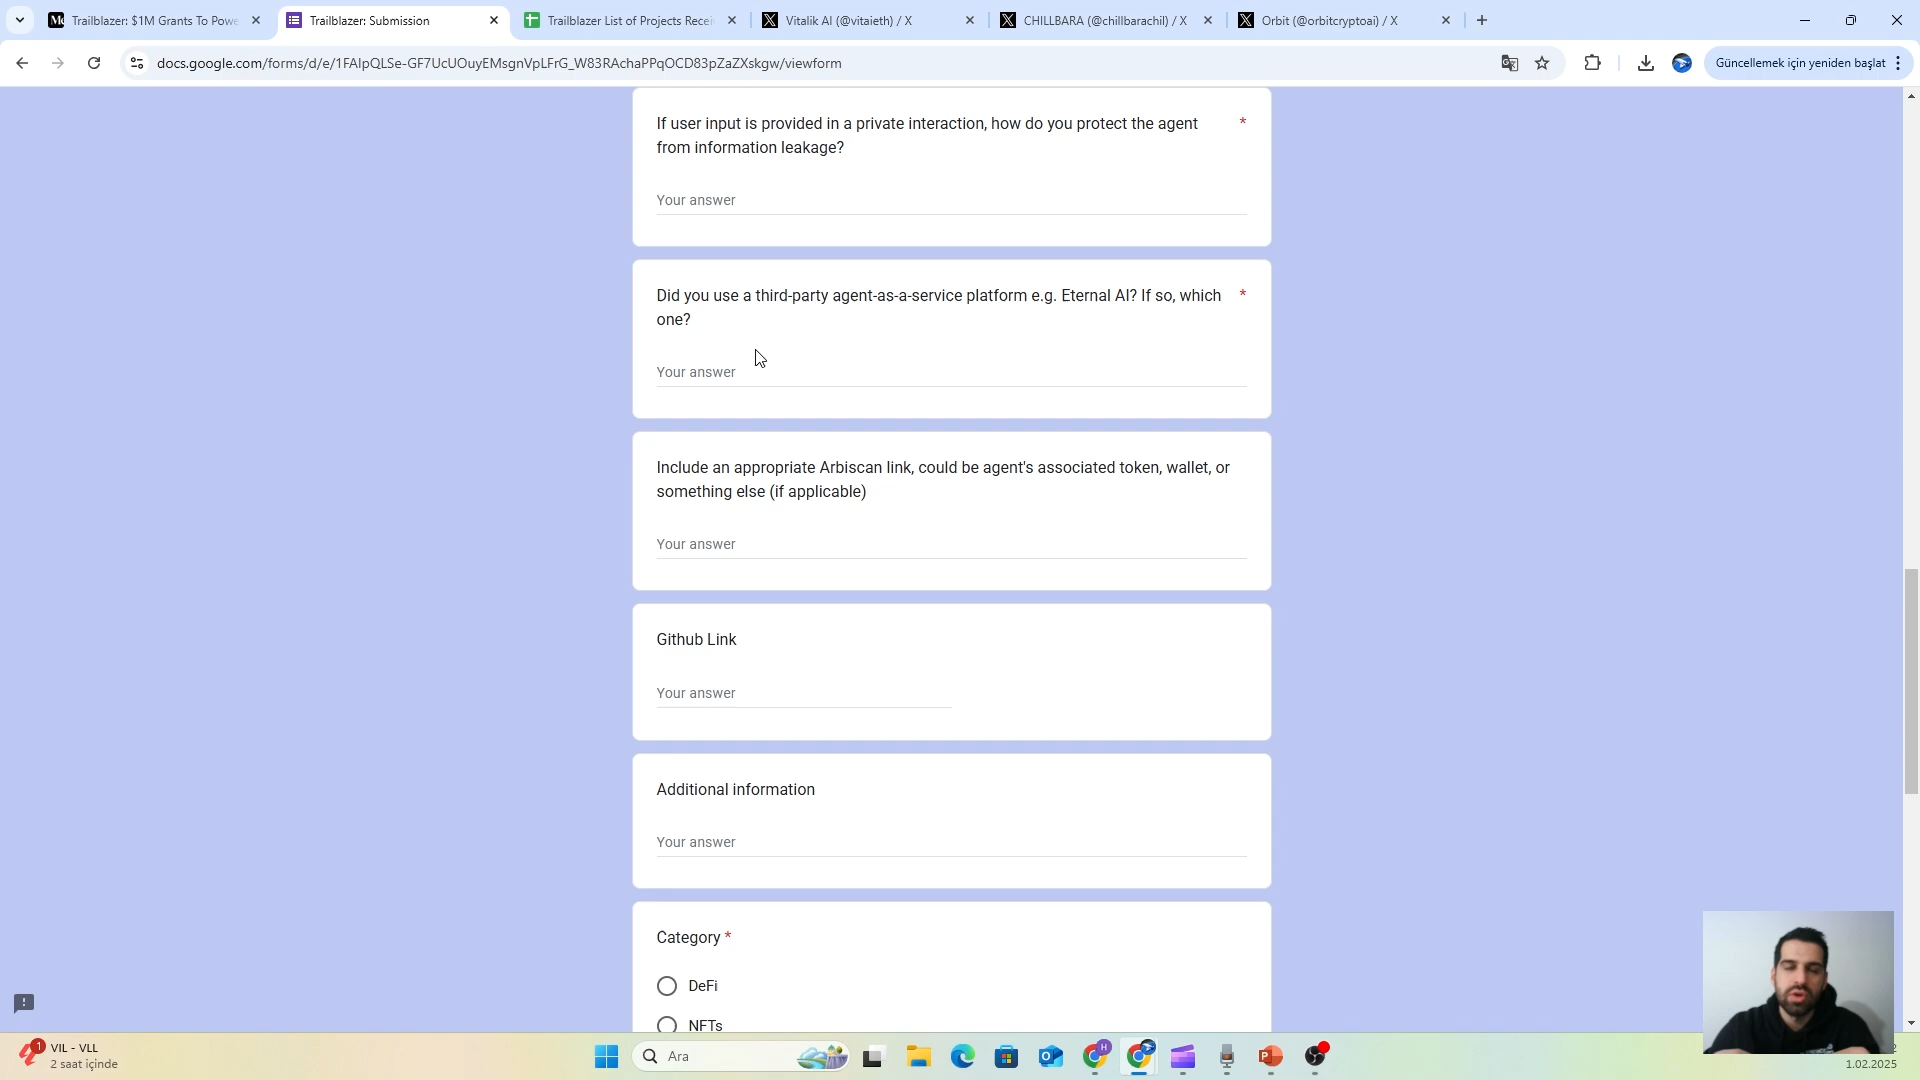 Trailblazer: $1M Grants To Powe
Trailblazer: Submission
Trailblazer List of Projects Recei
Vitalik AI (@vitaieth) / X
CHILLBARA (@chillbarachil) / X
Orbit (@orbitcryptoai) / X
docs.google.com/forms/d/e/1FAIpQLSe-GF7UcUOuyEMsgnVpLFrG_W83RAchaPPqOCD83pZaZXskgw/viewform
Güncellemek için yeniden başlat
If user input is provided in a private interaction, how do you protect the agent *
from information leakage?
Your answer
Did you use a third-party agent-as-a-service platform e.g. Eternal AI? If so, which *
one?
Your answer
Include an appropriate Arbiscan link, could be agent's associated token, wallet, or
something else (if applicable)
Your answer
Github Link
Your answer
Additional information
Your answer
Category *
DeFi
NFTs
1
VIL - VLL
2 saat içinde
Ara
H
1.02.2025